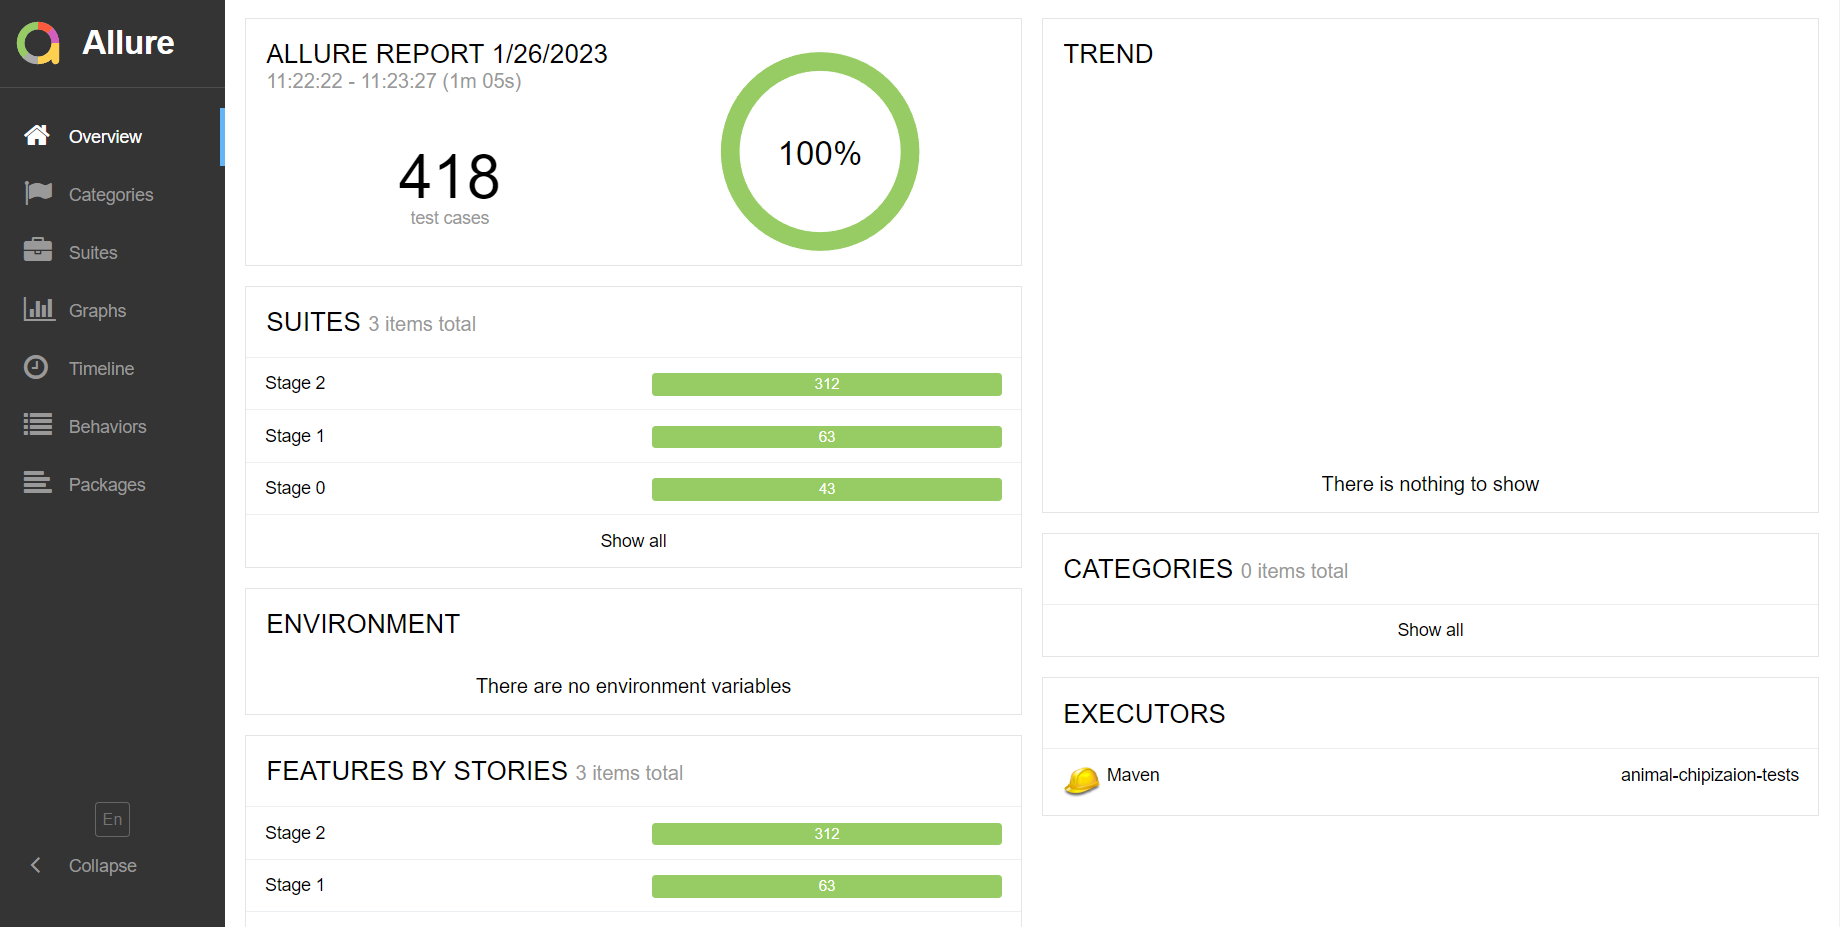 Allure
Overview
Categories
Suites
Graphs
Timeline
Behaviors
Packages
En
Collapse
ALLURE REPORT 1/26/2023
11:22:22 - 11:23:27 (1m 05s)
418
test cases
100%
SUITES 3 items total
Stage 2 312
Stage 1 63
Stage 0 43
Show all
ENVIRONMENT
There are no environment variables
FEATURES BY STORIES 3 items total
Stage 2 312
Stage 1 63
TREND
There is nothing to show
CATEGORIES 0 items total
Show all
EXECUTORS
Maven animal-chipizaion-tests